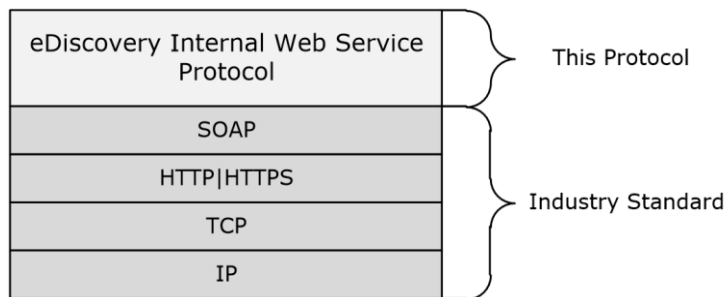 eDiscovery Internal Web Service
Protocol
This Protocol
SOAP
HTTP|HTTPS
TCP
IP
Industry Standard